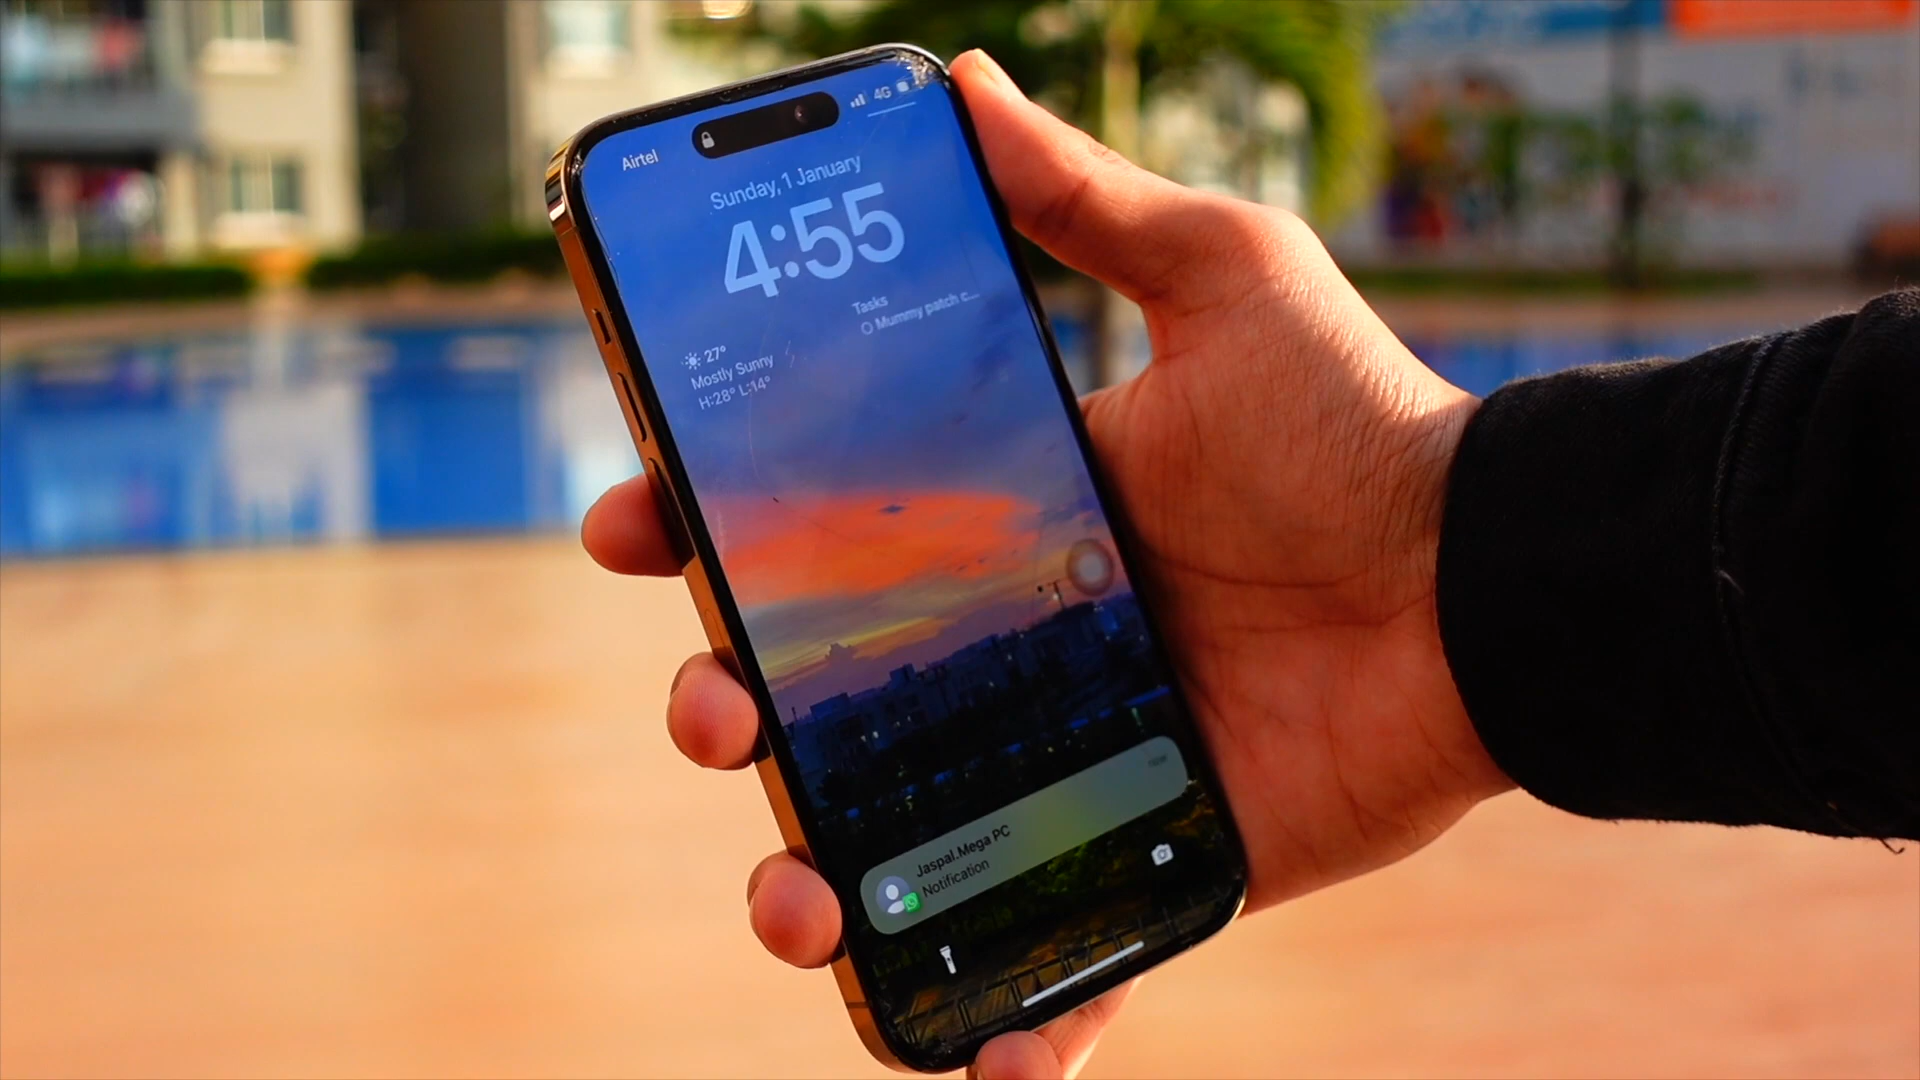 Airtel
4G
Sunday, 1 January
4:55
Tasks
Mummy patch c...
27°
Mostly Sunny
H:28° L:14°
now
Jaspal.Mega PC
Notification